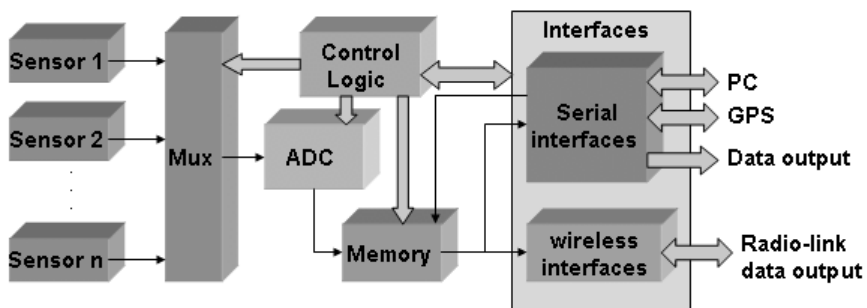 Sensor 1
Sensor 2
Sensor n
Mux
Control
Logic
ADC
Memory
Interfaces
Serial
interfaces
wireless
interfaces
PC
GPS
Data output
Radio-link
data output